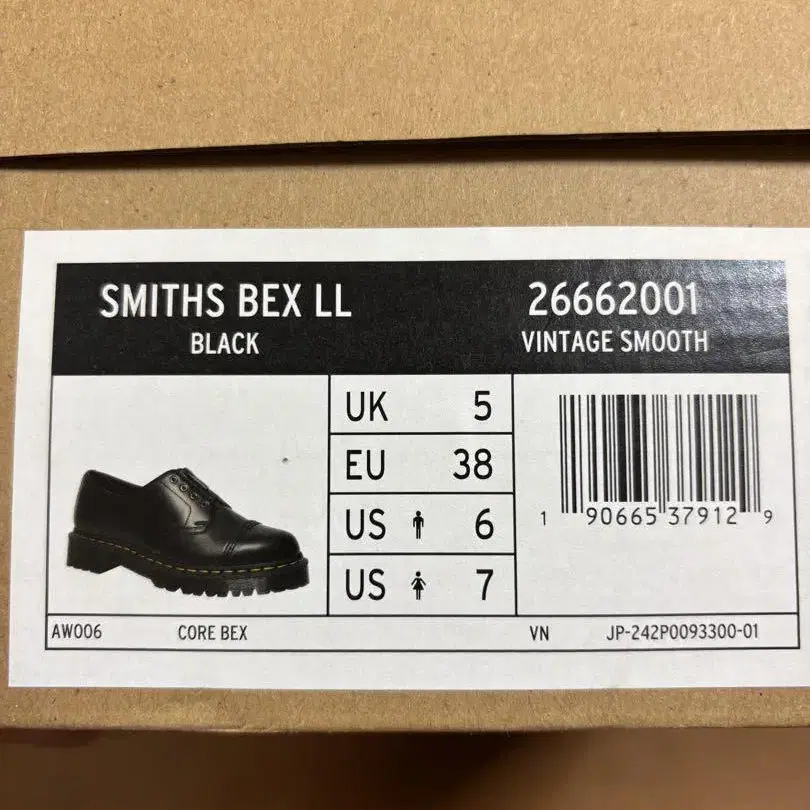 SMITHS BEX LL
BLACK
26662001
VINTAGE SMOOTH
UK 5
EU 38
US 6
US 7
1 90665 37912 9
AW006 CORE BEX VN JP-242P0093300-01